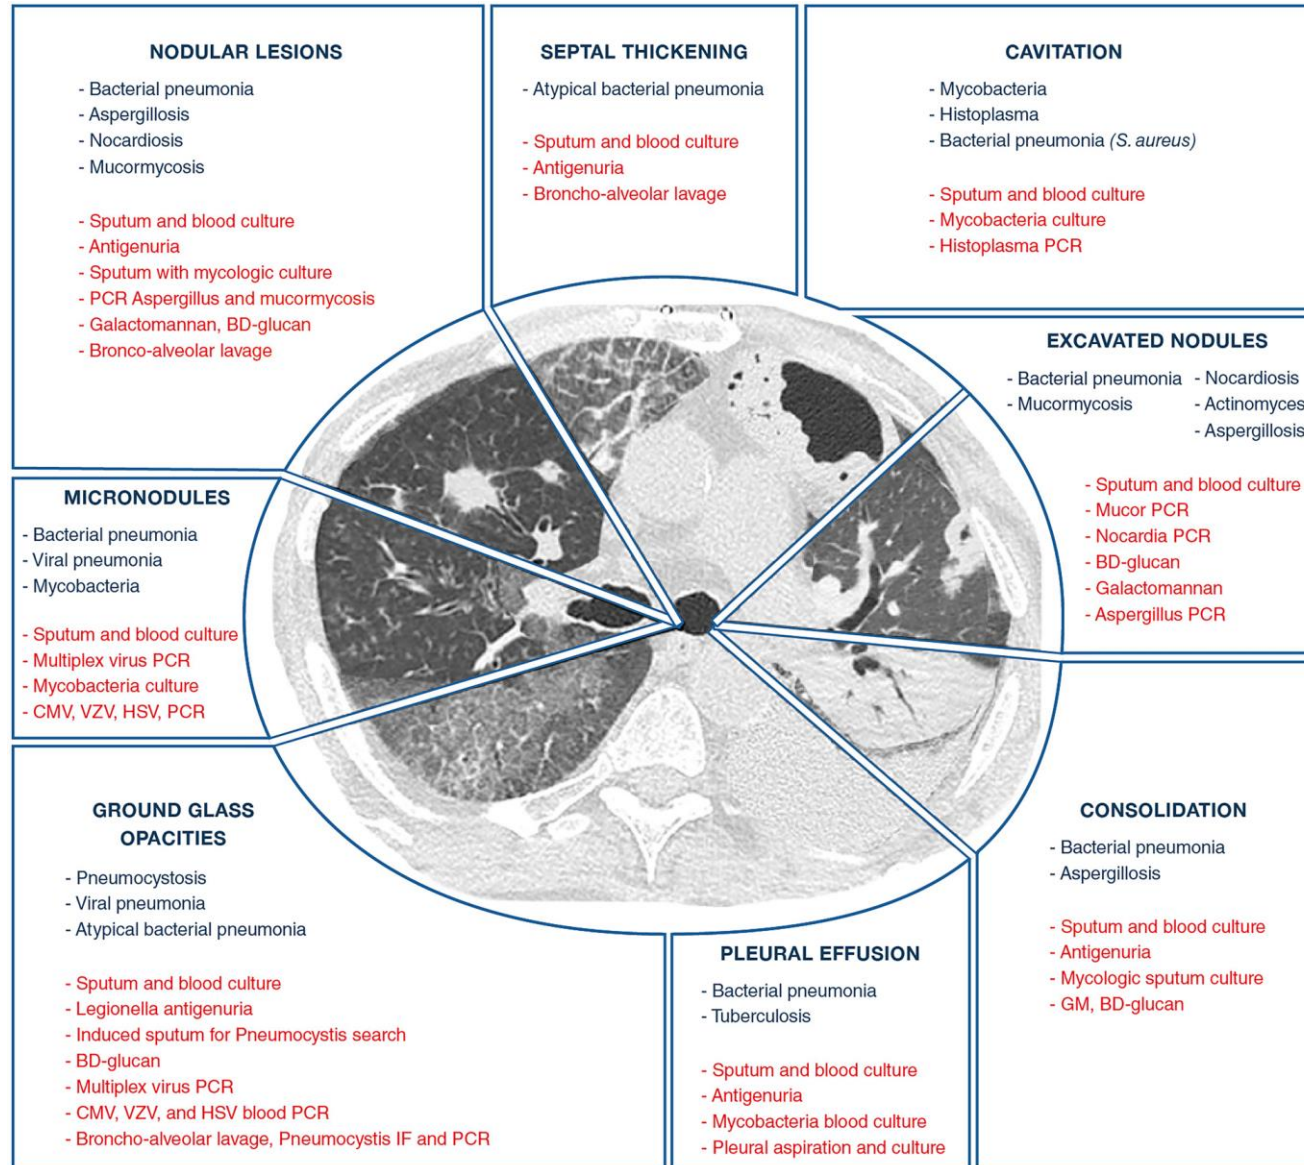 NODULAR LESIONS
- Bacterial pneumonia
- Aspergillosis
- Nocardiosis
- Mucormycosis
- Sputum and blood culture
- Antigenuria
- Sputum with mycologic culture
- PCR Aspergillus and mucormycosis
- Galactomannan, BD-glucan
- Bronco-alveolar lavage
SEPTAL THICKENING
- Atypical bacterial pneumonia
- Sputum and blood culture
- Antigenuria
- Broncho-alveolar lavage
CAVITATION
- Mycobacteria
- Histoplasma
- Bacterial pneumonia (S. aureus)
- Sputum and blood culture
- Mycobacteria culture
- Histoplasma PCR
EXCAVATED NODULES
- Bacterial pneumonia - Nocardiosis
- Mucormycosis - Actinomyces
- Aspergillosis
- Sputum and blood culture
- Mucor PCR
- Nocardia PCR
- BD-glucan
- Galactomannan
- Aspergillus PCR
MICRONODULES
- Bacterial pneumonia
- Viral pneumonia
- Mycobacteria
- Sputum and blood culture
- Multiplex virus PCR
- Mycobacteria culture
- CMV, VZV, HSV, PCR
GROUND GLASS
OPACITIES
- Pneumocystosis
- Viral pneumonia
- Atypical bacterial pneumonia
- Sputum and blood culture
- Legionella antigenuria
- Induced sputum for Pneumocystis search
- BD-glucan
- Multiplex virus PCR
- CMV, VZV, and HSV blood PCR
- Broncho-alveolar lavage, Pneumocystis IF and PCR
PLEURAL EFFUSION
- Bacterial pneumonia
- Tuberculosis
- Sputum and blood culture
- Antigenuria
- Mycobacteria blood culture
- Pleural aspiration and culture
CONSOLIDATION
- Bacterial pneumonia
- Aspergillosis
- Sputum and blood culture
- Antigenuria
- Mycologic sputum culture
- GM, BD-glucan